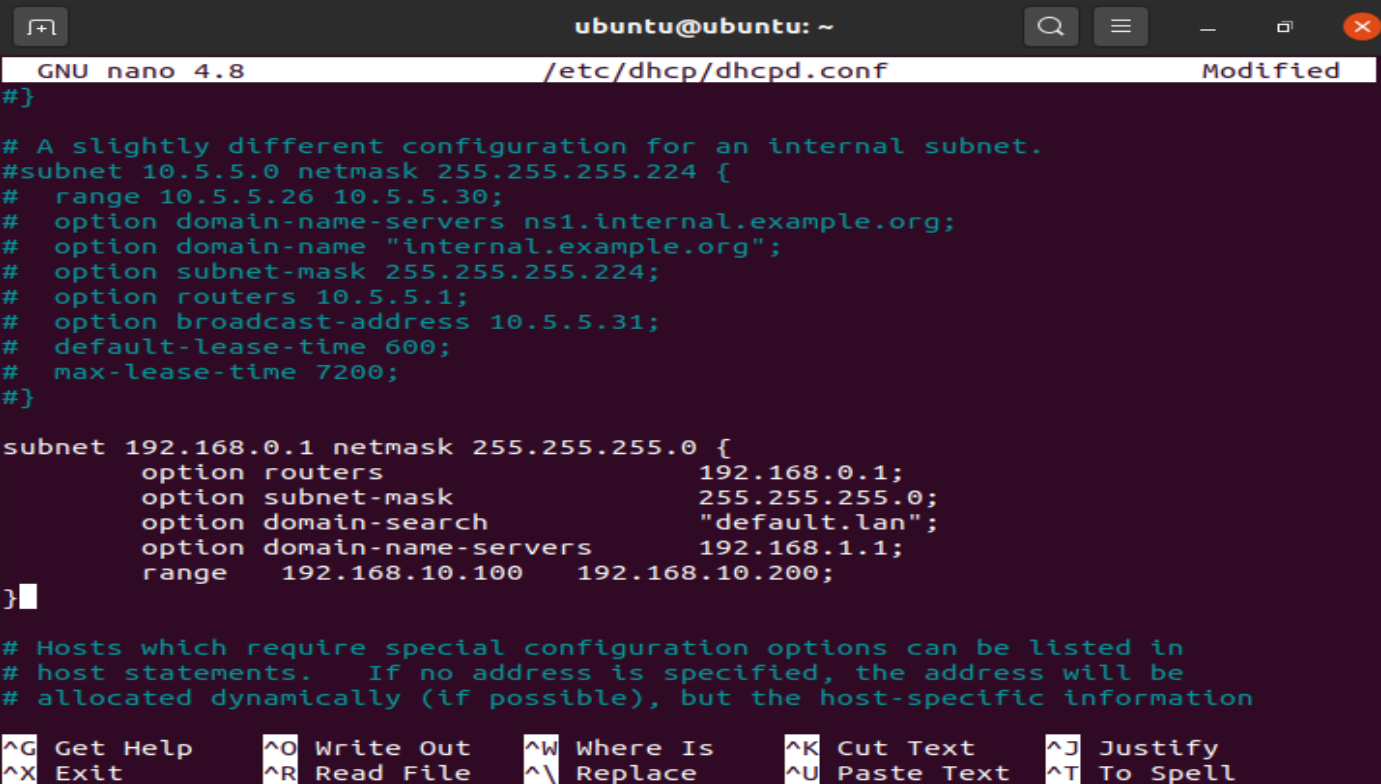 ubuntu@ubuntu: ~
GNU nano 4.8 /etc/dhcp/dhcpd.conf Modified
#}
# A slightly different configuration for an internal subnet.
#subnet 10.5.5.0 netmask 255.255.255.224 {
#  range 10.5.5.26 10.5.5.30;
#  option domain-name-servers ns1.internal.example.org;
#  option domain-name "internal.example.org";
#  option subnet-mask 255.255.255.224;
#  option routers 10.5.5.1;
#  option broadcast-address 10.5.5.31;
#  default-lease-time 600;
#  max-lease-time 7200;
#}
subnet 192.168.0.1 netmask 255.255.255.0 {
        option routers                  192.168.0.1;
        option subnet-mask              255.255.255.0;
        option domain-search            "default.lan";
        option domain-name-servers      192.168.1.1;
        range   192.168.10.100   192.168.10.200;
}
# Hosts which require special configuration options can be listed in
# host statements.   If no address is specified, the address will be
# allocated dynamically (if possible), but the host-specific information
^G Get Help    ^O Write Out   ^W Where Is    ^K Cut Text    ^J Justify
^X Exit        ^R Read File   ^\ Replace     ^U Paste Text  ^T To Spell